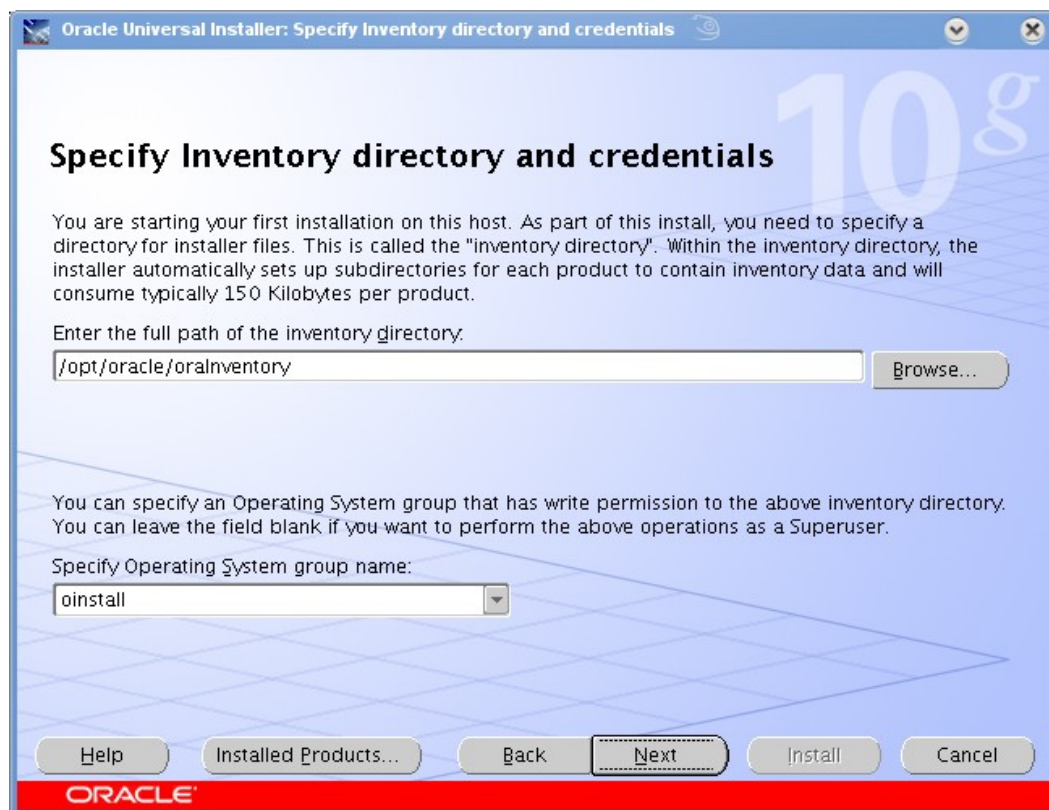 Oracle Universal Installer: Specify Inventory directory and credentials
10g
Specify Inventory directory and credentials
You are starting your first installation on this host. As part of this install, you need to specify a
directory for installer files. This is called the "inventory directory". Within the inventory directory, the
installer automatically sets up subdirectories for each product to contain inventory data and will
consume typically 150 Kilobytes per product.
Enter the full path of the inventory directory:
/opt/oracle/oraInventory
Browse...
You can specify an Operating System group that has write permission to the above inventory directory.
You can leave the field blank if you want to perform the above operations as a Superuser.
Specify Operating System group name:
oinstall
Help Installed Products... Back Next Install Cancel
ORACLE